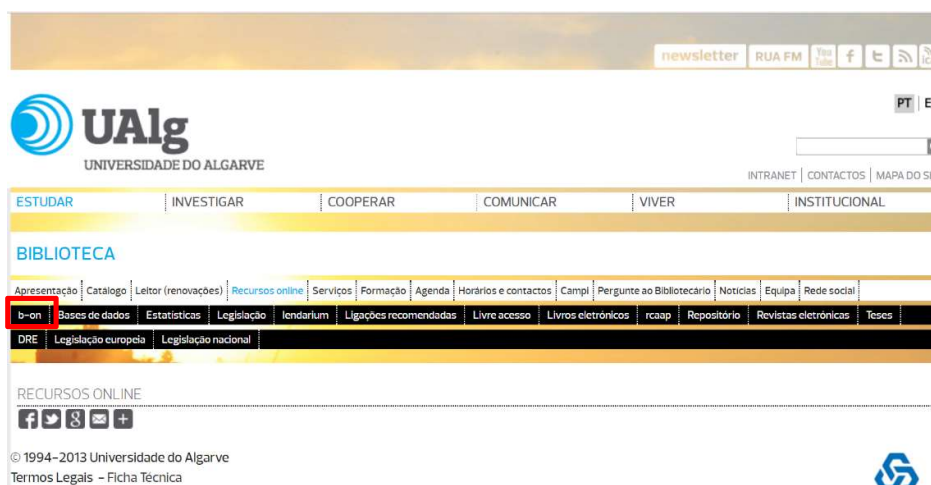 newsletter RUA FM You Tube
PT E
UAlg
UNIVERSIDADE DO ALGARVE
INTRANET CONTACTOS MAPA DO
ESTUDAR INVESTIGAR COOPERAR COMUNICAR VIVER INSTITUCIONAL
BIBLIOTECA
Apresentação Catálogo Leitor (renovações) Recursos online Serviços Formação Agenda Horários e contactos Campi Pergunte ao Bibliotecário Notícias Equipa Rede social
b-on Bases de dados Estatísticas Legislação lendarium Ligações recomendadas Livre acesso Livros eletrónicos rcaap Repositório Revistas eletrónicas Teses
DRE Legislação europeia Legislação nacional
RECURSOS ONLINE
© 1994-2013 Universidade do Algarve
Termos Legais - Ficha Técnica